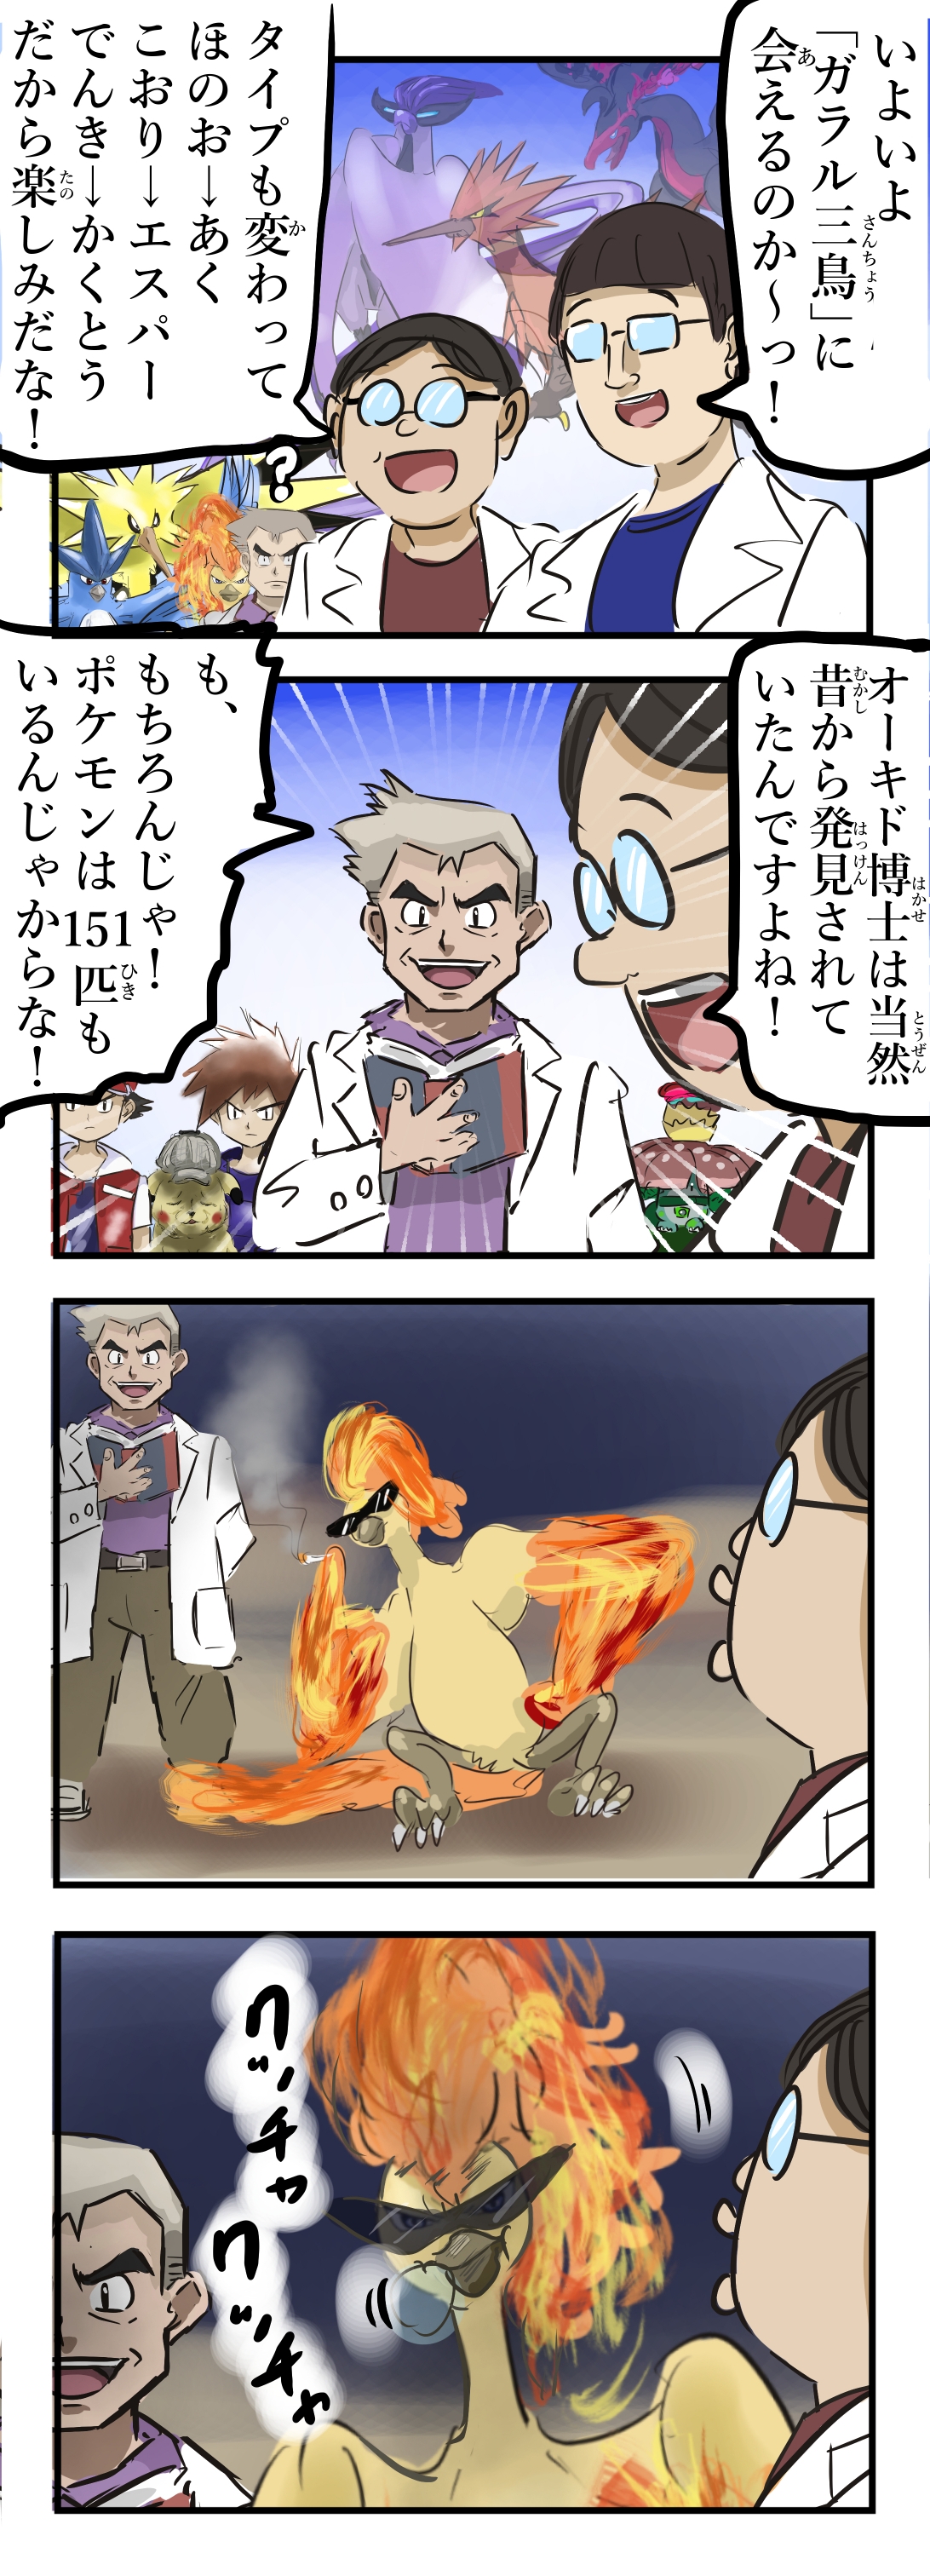 いよいよ
「ガラル三鳥」に
会えるのか～っ！
タイプも変わって
ほのお→あく
こおり→エスパー
でんき→かくとう
だから楽しみだな！
？
オーキド博士は当然
昔から発見されて
いたんですよね！
も、
もちろんじゃ！
ポケモンは151匹も
いるんじゃからな！
クッチャ
クッチャ